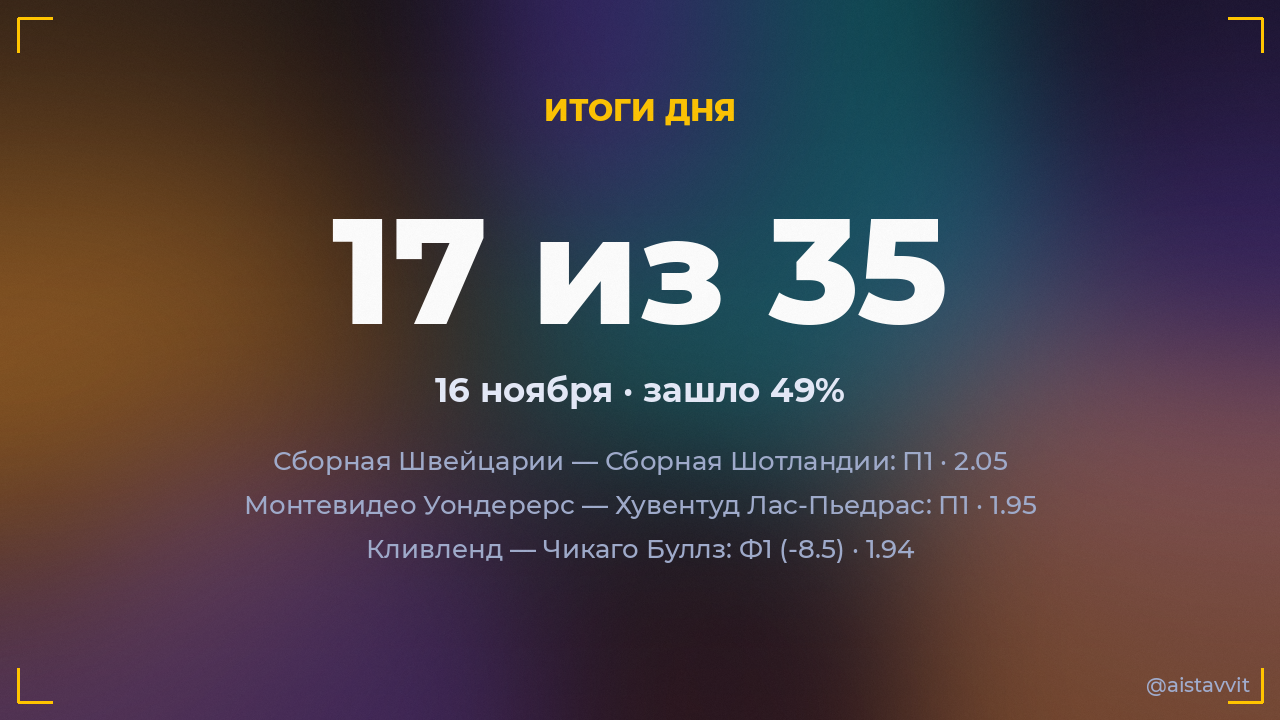 ИТОГИ ДНЯ
17 из 35
16 ноября · зашло 49%
Сборная Швейцарии — Сборная Шотландии: П1 · 2.05
Монтевидео Уондерерс — Хувентуд Лас-Пьедрас: П1 · 1.95
Кливленд — Чикаго Буллз: Ф1 (-8.5) · 1.94
@aistavvit